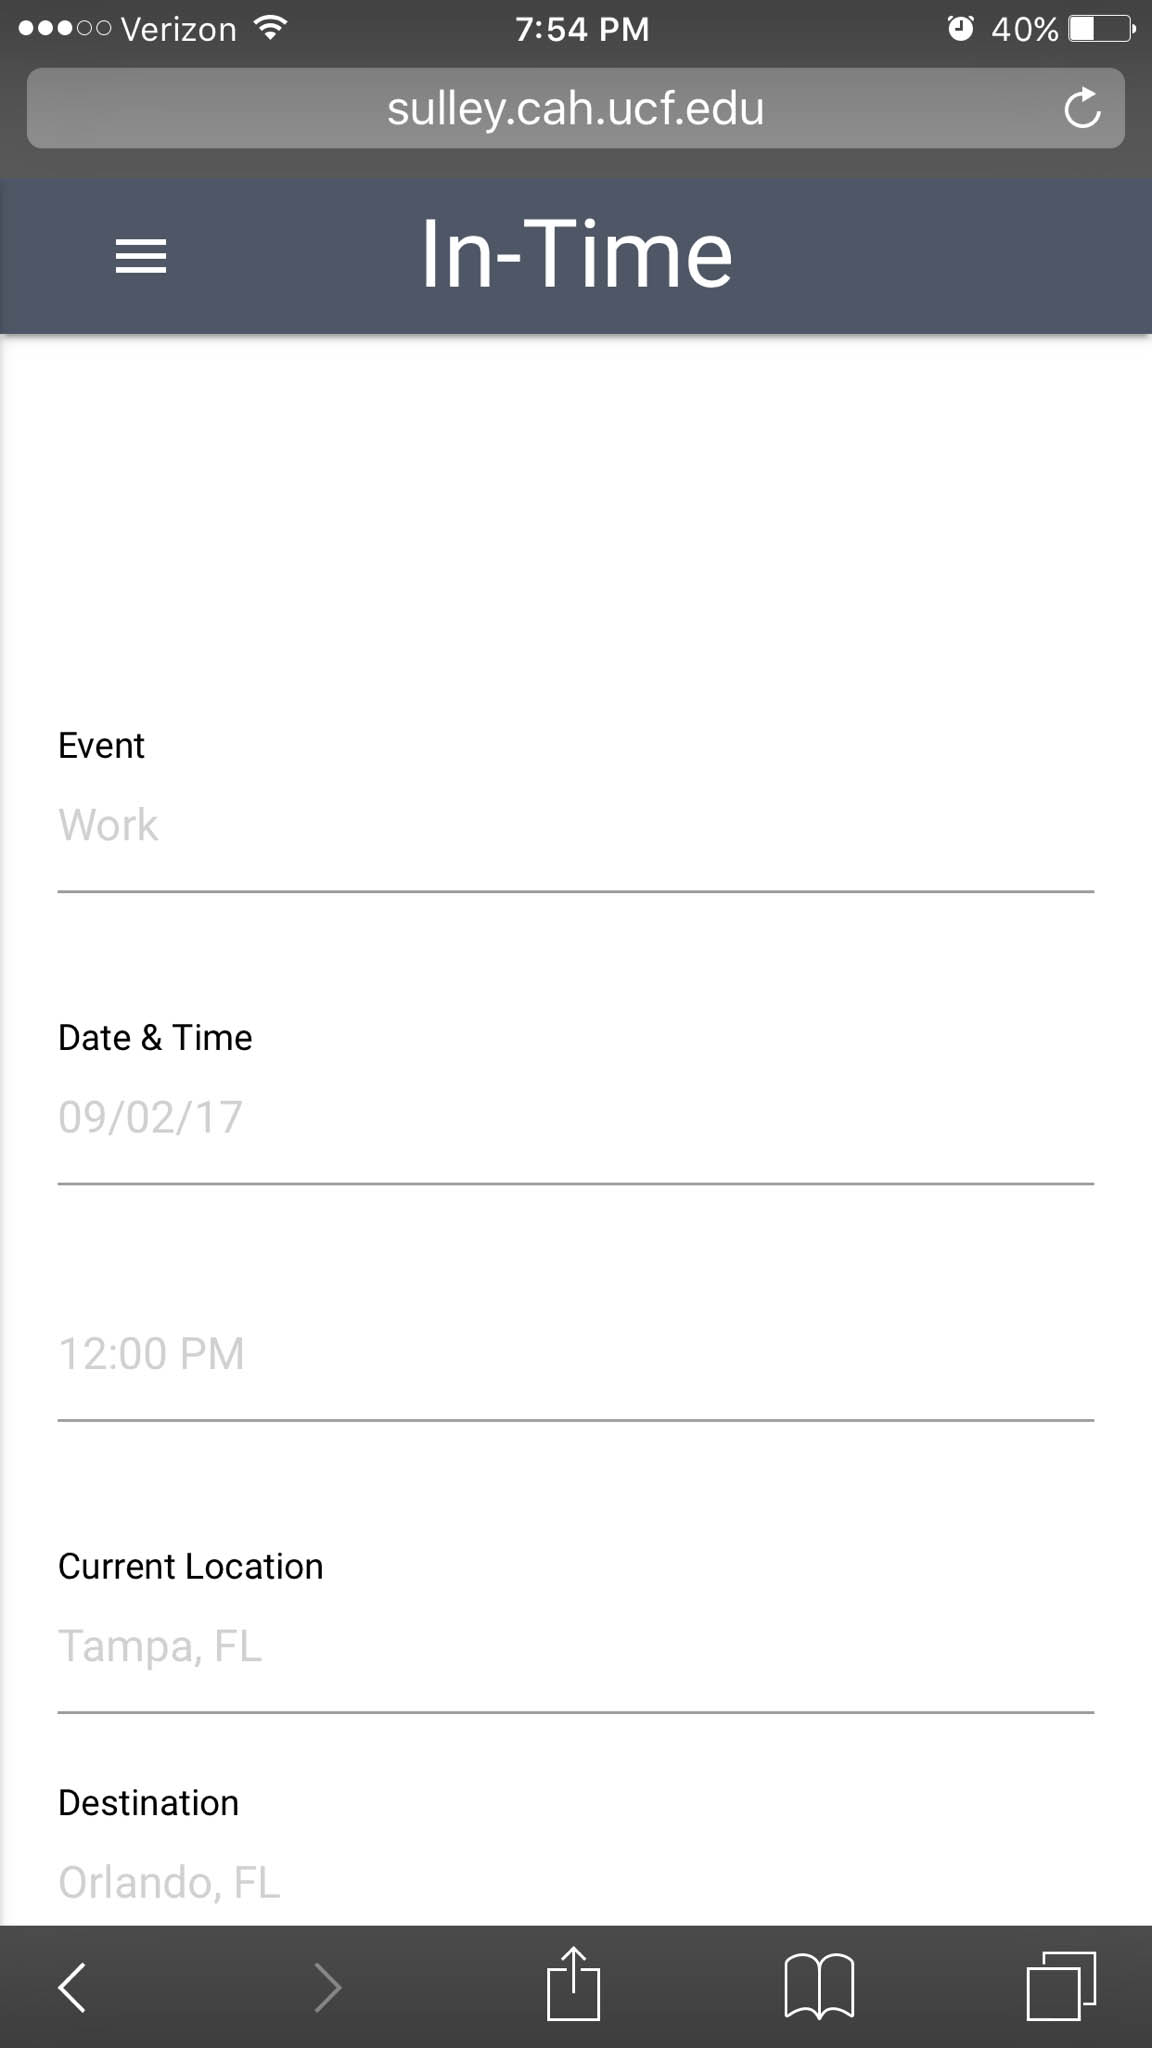 Verizon 7:54 PM 40%
sulley.cah.ucf.edu
In-Time
Event
Work
Date & Time
09/02/17
12:00 PM
Current Location
Tampa, FL
Destination
Orlando, FL